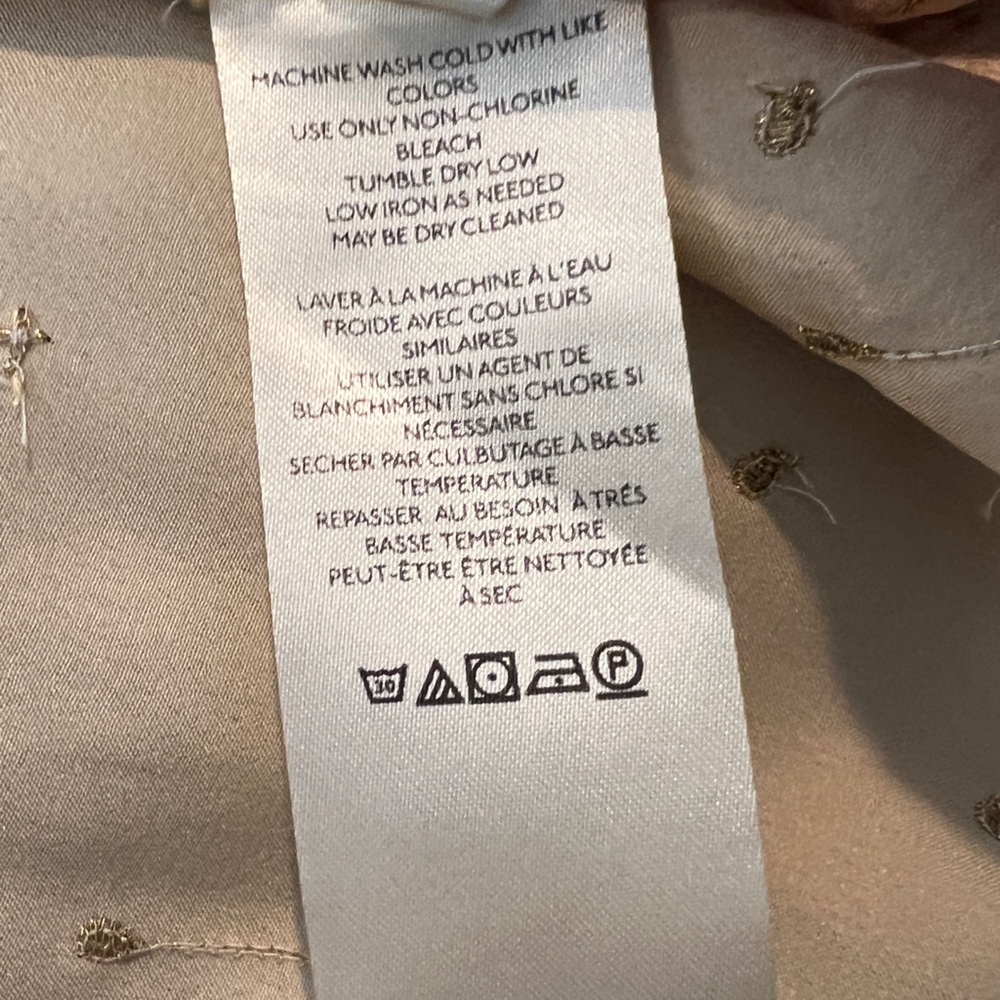 MACHINE WASH COLD WITH LIKE
COLORS
USE ONLY NON-CHLORINE
BLEACH
TUMBLE DRY LOW
LOW IRON AS NEEDED
MAY BE DRY CLEANED
LAVER À LA MACHINE À L'EAU
FROIDE AVEC COULEURS
SIMILAIRES
UTILISER UN AGENT DE
BLANCHIMENT SANS CHLORE SI
NÉCESSAIRE
SECHER PAR CULBUTAGE À BASSE
TEMPERATURE
REPASSER AU BESOIN À TRÉS
BASSE TEMPÉRATURE
PEUT-ÊTRE ÊTRE NETTOYÉE
À SEC
30 P